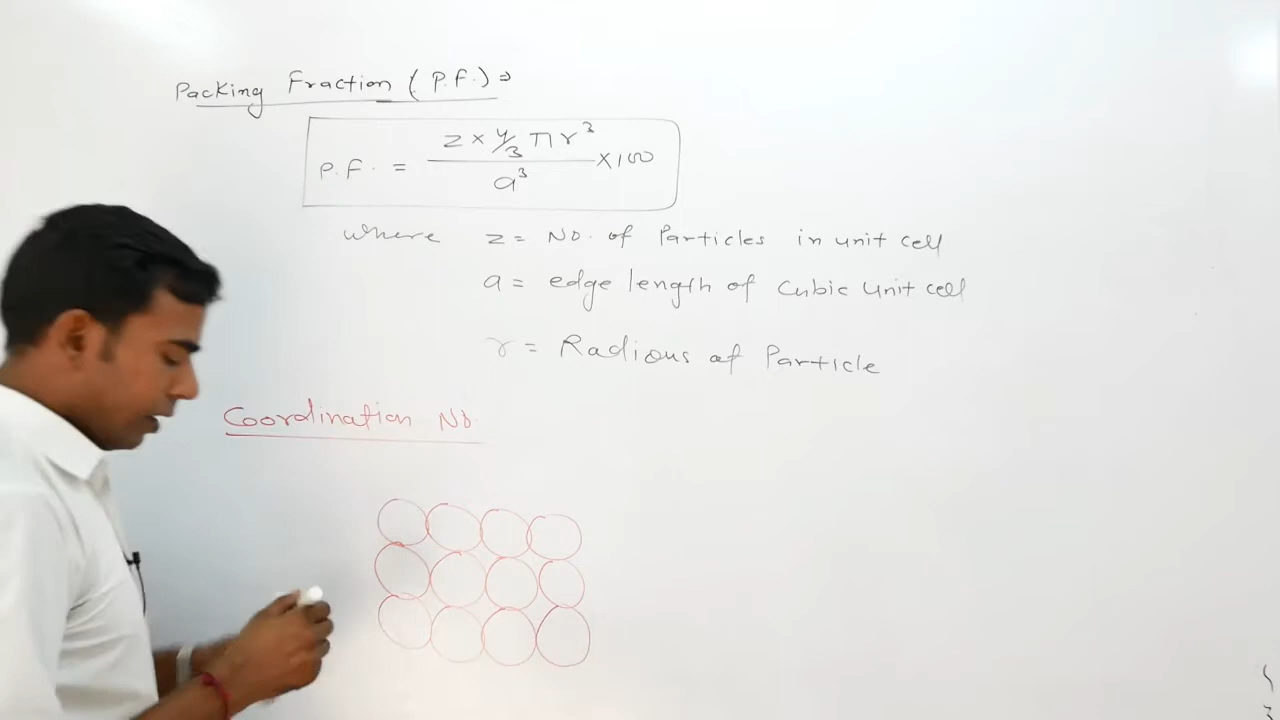 Packing Fraction (P.F.) ⇒
P.F. = z × 4/3 π r³ / a³ × 100
where z = No. of Particles in unit cell
a = edge length of Cubic Unit cell
r = Radious of Particle
Coordination No.